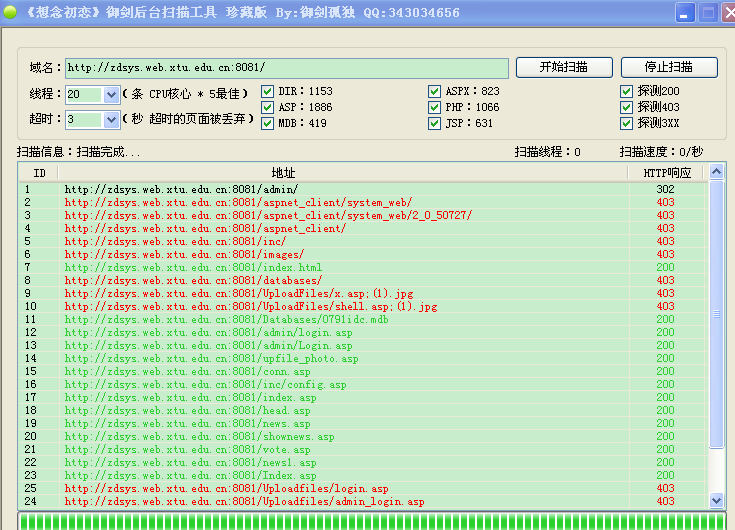 《想念初恋》御剑后台扫描工具 珍藏版 By:御剑孤独 QQ:343034656
域名： http://zdsys.web.xtu.edu.cn:8081/ 开始扫描 停止扫描
线程： 20 (条 CPU核心 * 5最佳) DIR：1153 ASPX：823 探测200
超时： 3 (秒 超时的页面被丢弃) ASP：1886 PHP：1066 探测403
MDB：419 JSP：631 探测3XX
扫描信息：扫描完成... 扫描线程：0 扫描速度：0/秒
ID 地址 HTTP响应
1 http://zdsys.web.xtu.edu.cn:8081/admin/ 302
2 http://zdsys.web.xtu.edu.cn:8081/aspnet_client/system_web/ 403
3 http://zdsys.web.xtu.edu.cn:8081/aspnet_client/system_web/2_0_50727/ 403
4 http://zdsys.web.xtu.edu.cn:8081/aspnet_client/ 403
5 http://zdsys.web.xtu.edu.cn:8081/inc/ 403
6 http://zdsys.web.xtu.edu.cn:8081/images/ 403
7 http://zdsys.web.xtu.edu.cn:8081/index.html 200
8 http://zdsys.web.xtu.edu.cn:8081/databases/ 403
9 http://zdsys.web.xtu.edu.cn:8081/UploadFiles/x.asp;(1).jpg 403
10 http://zdsys.web.xtu.edu.cn:8081/UploadFiles/shell.asp;(1).jpg 403
11 http://zdsys.web.xtu.edu.cn:8081/Databases/0791idc.mdb 200
12 http://zdsys.web.xtu.edu.cn:8081/admin/login.asp 200
13 http://zdsys.web.xtu.edu.cn:8081/admin/Login.asp 200
14 http://zdsys.web.xtu.edu.cn:8081/upfile_photo.asp 200
15 http://zdsys.web.xtu.edu.cn:8081/conn.asp 200
16 http://zdsys.web.xtu.edu.cn:8081/inc/config.asp 200
17 http://zdsys.web.xtu.edu.cn:8081/index.asp 200
18 http://zdsys.web.xtu.edu.cn:8081/head.asp 200
19 http://zdsys.web.xtu.edu.cn:8081/news.asp 200
20 http://zdsys.web.xtu.edu.cn:8081/shownews.asp 200
21 http://zdsys.web.xtu.edu.cn:8081/vote.asp 200
22 http://zdsys.web.xtu.edu.cn:8081/news1.asp 200
23 http://zdsys.web.xtu.edu.cn:8081/Index.asp 200
25 http://zdsys.web.xtu.edu.cn:8081/Uploadfiles/login.asp 403
24 http://zdsys.web.xtu.edu.cn:8081/Uploadfiles/admin_login.asp 403